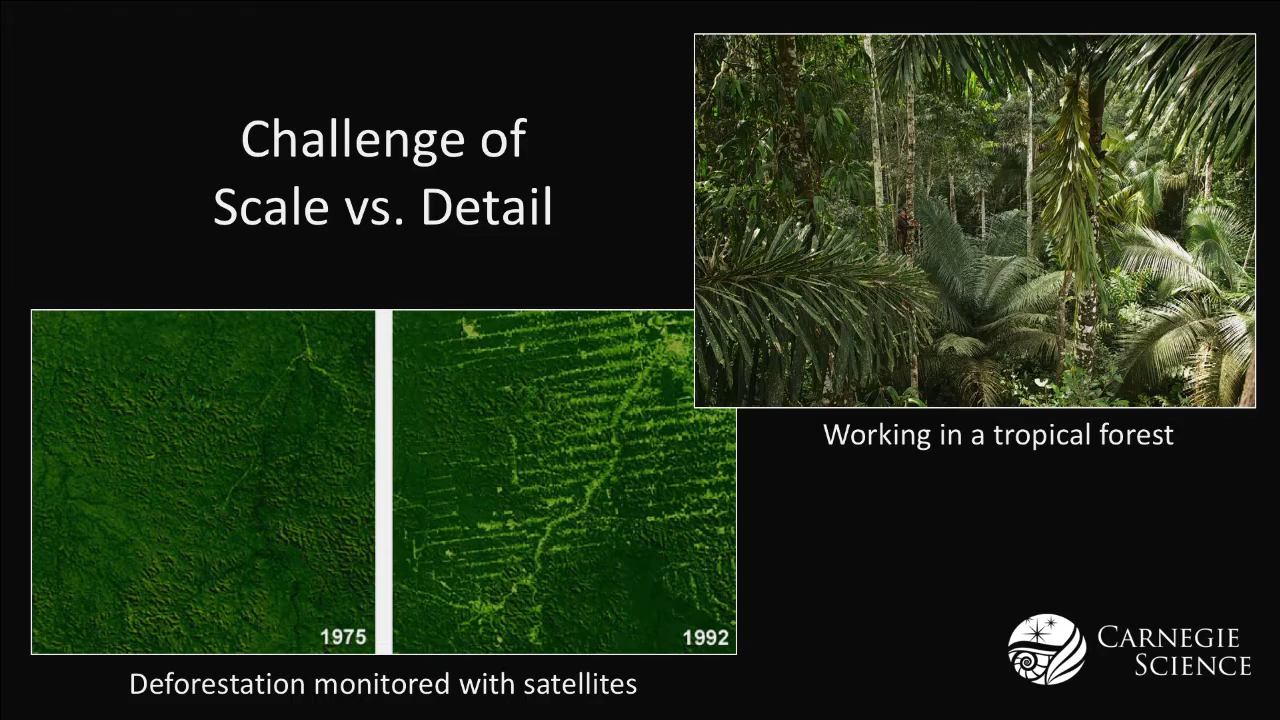 Challenge of
Scale vs. Detail
Working in a tropical forest
1975
1992
Deforestation monitored with satellites
CARNEGIE
SCIENCE